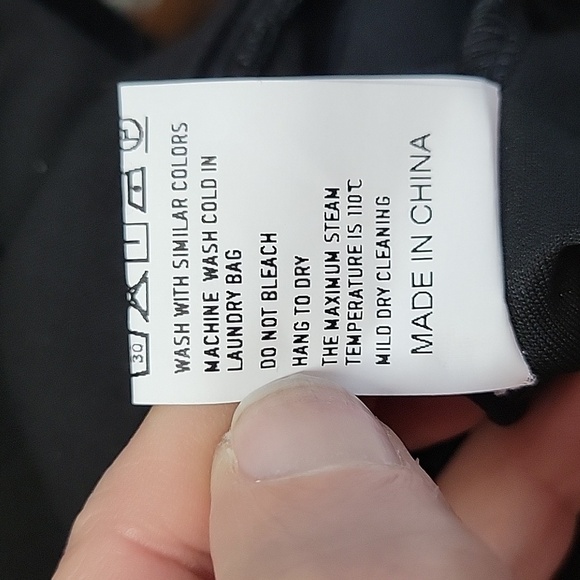 30
F
WASH WITH SIMILAR COLORS
MACHINE WASH COLD IN
LAUNDRY BAG
DO NOT BLEACH
HANG TO DRY
THE MAXIMUM STEAM
TEMPERATURE IS 110℃
MILD DRY CLEANING
MADE IN CHINA